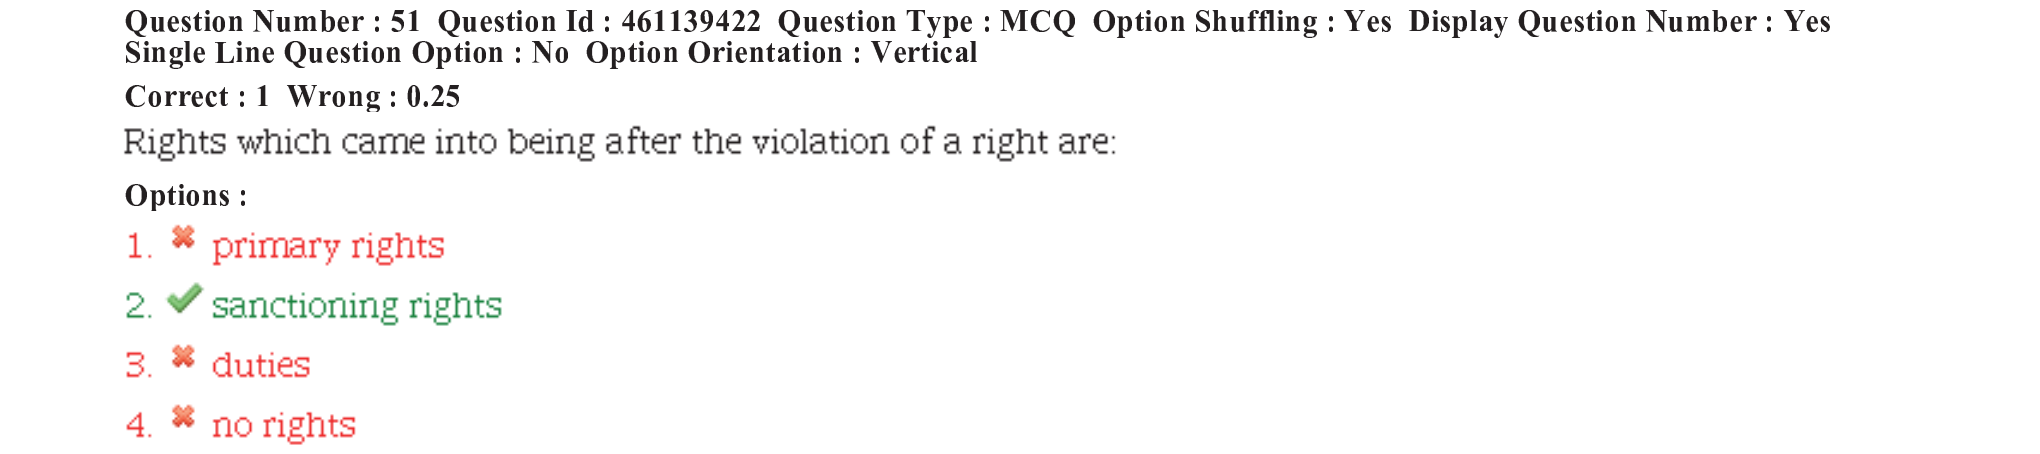 Question Number : 51 Question Id : 461139422 Question Type : MCQ Option Shuffling : Yes Display Question Number : Yes
Single Line Question Option : No Option Orientation : Vertical
Correct : 1 Wrong : 0.25
Rights which came into being after the violation of a right are:
Options :
1. primary rights
2. sanctioning rights
3. duties
4. no rights